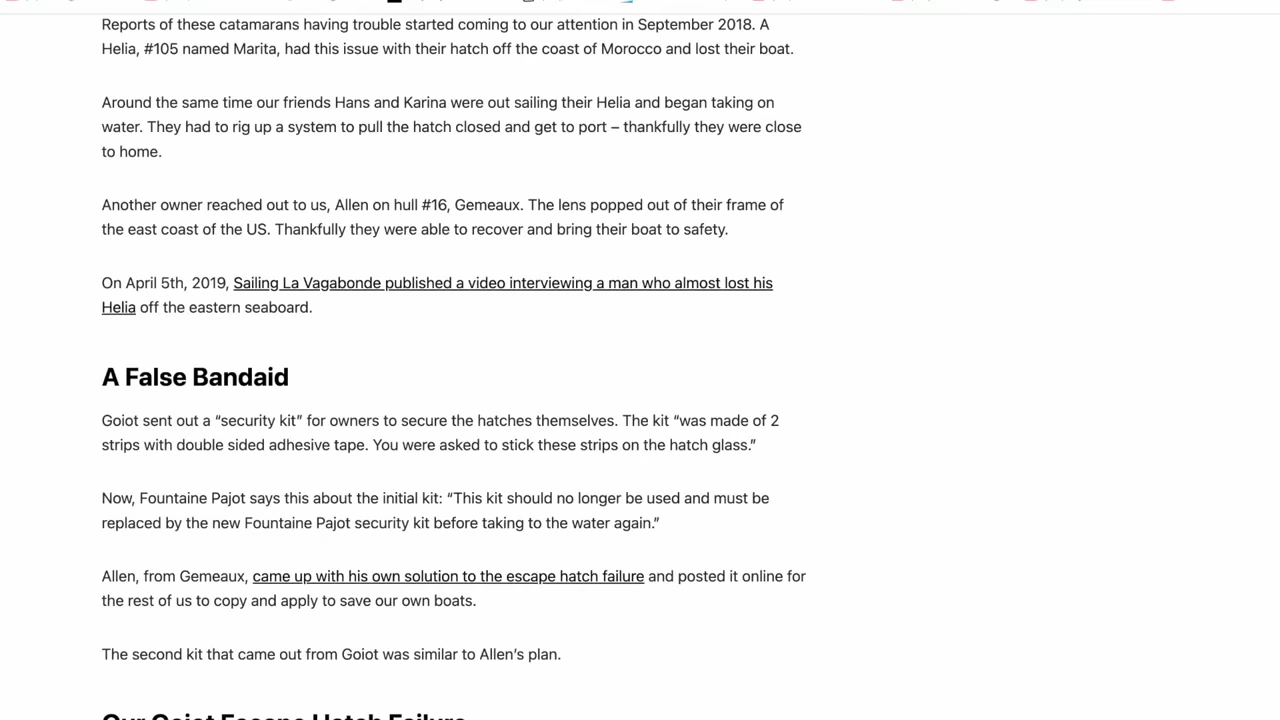 Reports of these catamarans having trouble started coming to our attention in September 2018. A
Helia, #105 named Marita, had this issue with their hatch off the coast of Morocco and lost their boat.
Around the same time our friends Hans and Karina were out sailing their Helia and began taking on
water. They had to rig up a system to pull the hatch closed and get to port – thankfully they were close
to home.
Another owner reached out to us, Allen on hull #16, Gemeaux. The lens popped out of their frame of
the east coast of the US. Thankfully they were able to recover and bring their boat to safety.
On April 5th, 2019, Sailing La Vagabonde published a video interviewing a man who almost lost his
Helia off the eastern seaboard.
A False Bandaid
Goiot sent out a “security kit” for owners to secure the hatches themselves. The kit “was made of 2
strips with double sided adhesive tape. You were asked to stick these strips on the hatch glass.”
Now, Fountaine Pajot says this about the initial kit: “This kit should no longer be used and must be
replaced by the new Fountaine Pajot security kit before taking to the water again.”
Allen, from Gemeaux, came up with his own solution to the escape hatch failure and posted it online for
the rest of us to copy and apply to save our own boats.
The second kit that came out from Goiot was similar to Allen’s plan.
Our Goiot Escape Hatch Failure